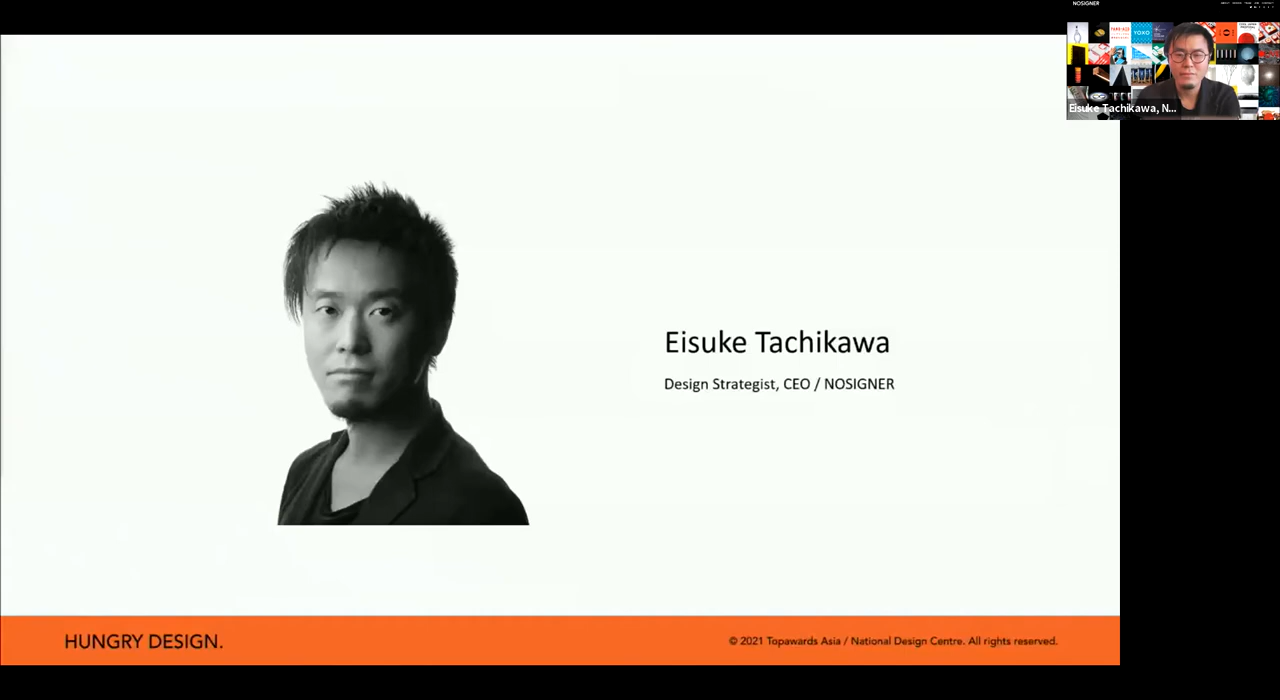 NOSIGNER
YOXO
Eisuke Tachikawa, N...
Eisuke Tachikawa
Design Strategist, CEO / NOSIGNER
HUNGRY DESIGN.
© 2021 Topawards Asia / National Design Centre. All rights reserved.